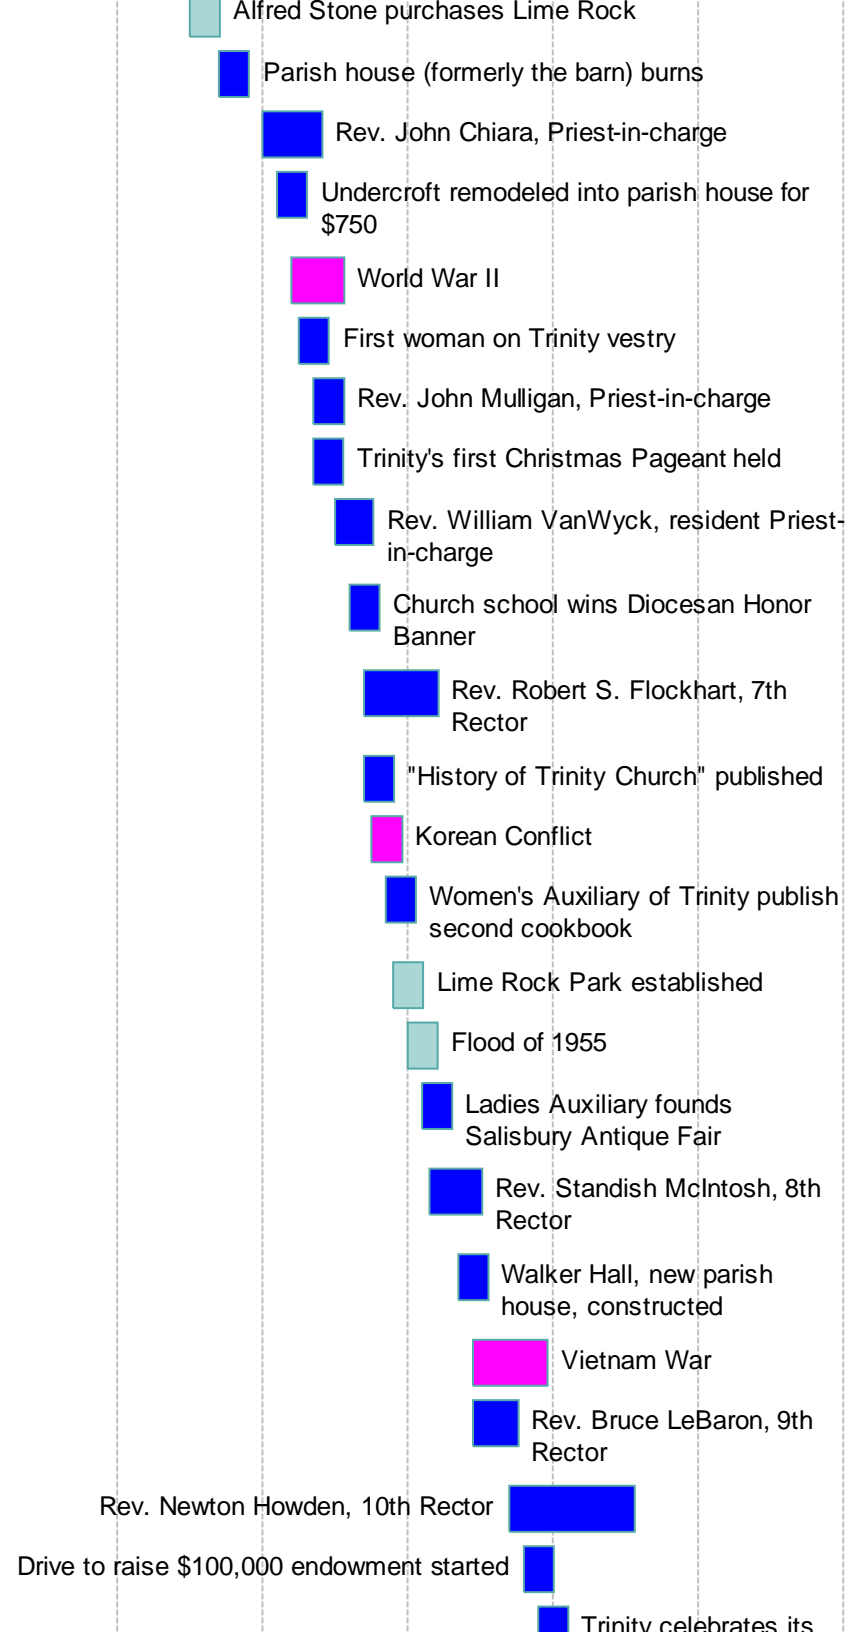 Alfred Stone purchases Lime Rock
Parish house (formerly the barn) burns
Rev. John Chiara, Priest-in-charge
Undercroft remodeled into parish house for
$750
World War II
First woman on Trinity vestry
Rev. John Mulligan, Priest-in-charge
Trinity's first Christmas Pageant held
Rev. William VanWyck, resident Priest-
in-charge
Church school wins Diocesan Honor
Banner
Rev. Robert S. Flockhart, 7th
Rector
"History of Trinity Church" published
Korean Conflict
Women's Auxiliary of Trinity publish
second cookbook
Lime Rock Park established
Flood of 1955
Ladies Auxiliary founds
Salisbury Antique Fair
Rev. Standish McIntosh, 8th
Rector
Walker Hall, new parish
house, constructed
Vietnam War
Rev. Bruce LeBaron, 9th
Rector
Rev. Newton Howden, 10th Rector
Drive to raise $100,000 endowment started
Trinity celebrates its